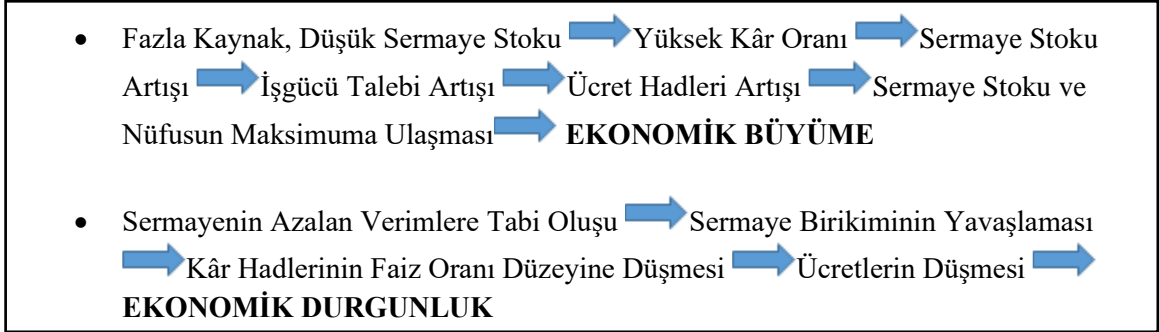 • Fazla Kaynak, Düşük Sermaye Stoku Yüksek Kâr Oranı Sermaye Stoku
Artışı İşgücü Talebi Artışı Ücret Hadleri Artışı Sermaye Stoku ve
Nüfusun Maksimuma Ulaşması EKONOMİK BÜYÜME
• Sermayenin Azalan Verimlere Tabi Oluşu Sermaye Birikiminin Yavaşlaması
Kâr Hadlerinin Faiz Oranı Düzeyine Düşmesi Ücretlerin Düşmesi
EKONOMİK DURGUNLUK